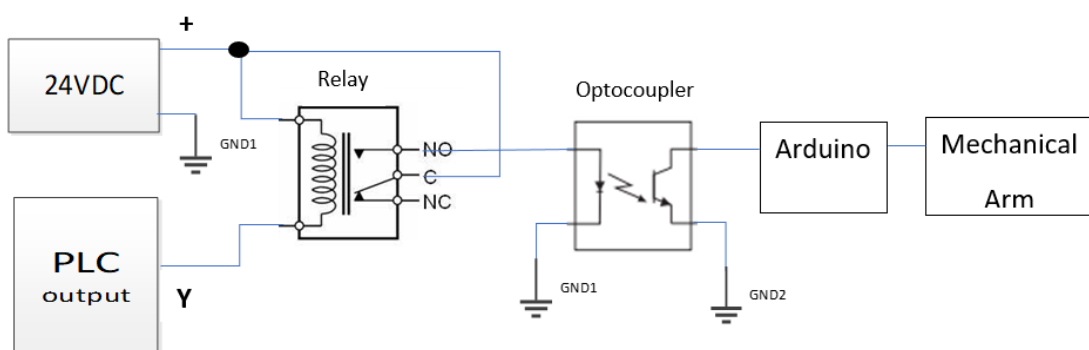 +
24VDC
GND1
PLC
output
Y
Relay
NO
C
NC
Optocoupler
GND1
GND2
Arduino
Mechanical
Arm